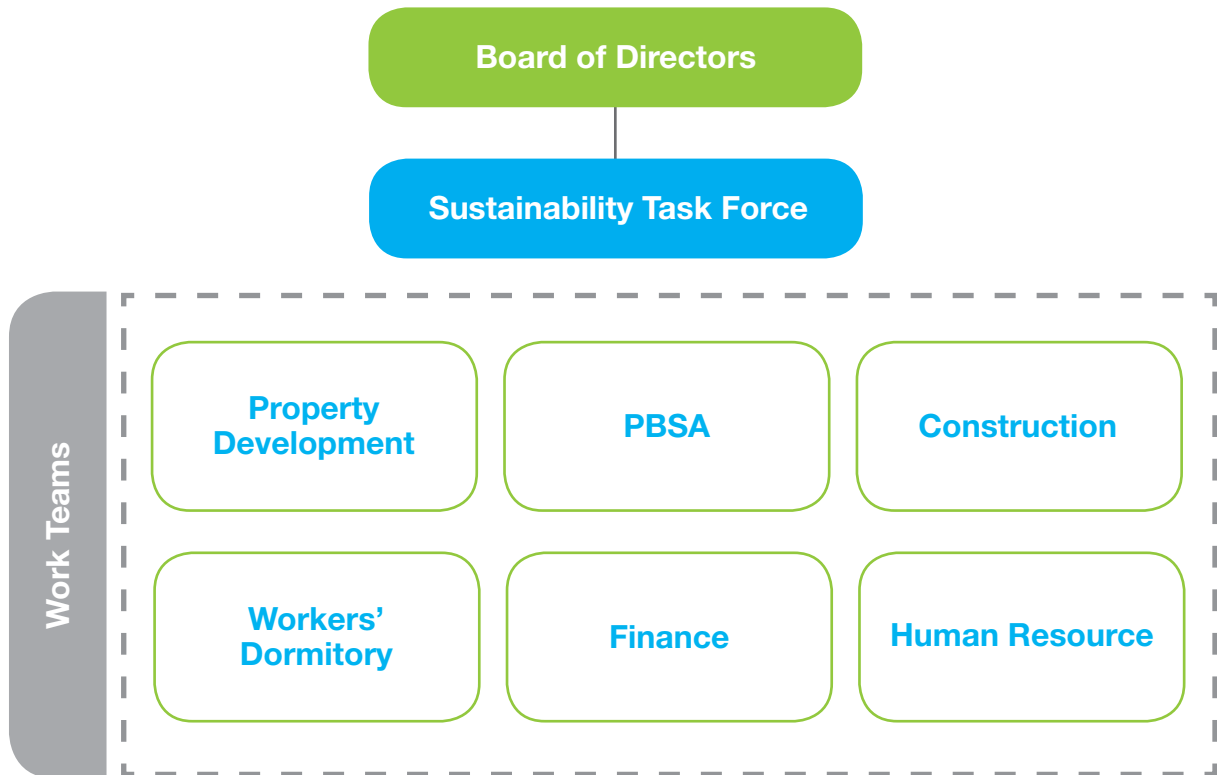 Board of Directors
Sustainability Task Force
Work Teams
Property
Development
PBSA
Construction
Workers’
Dormitory
Finance
Human Resource